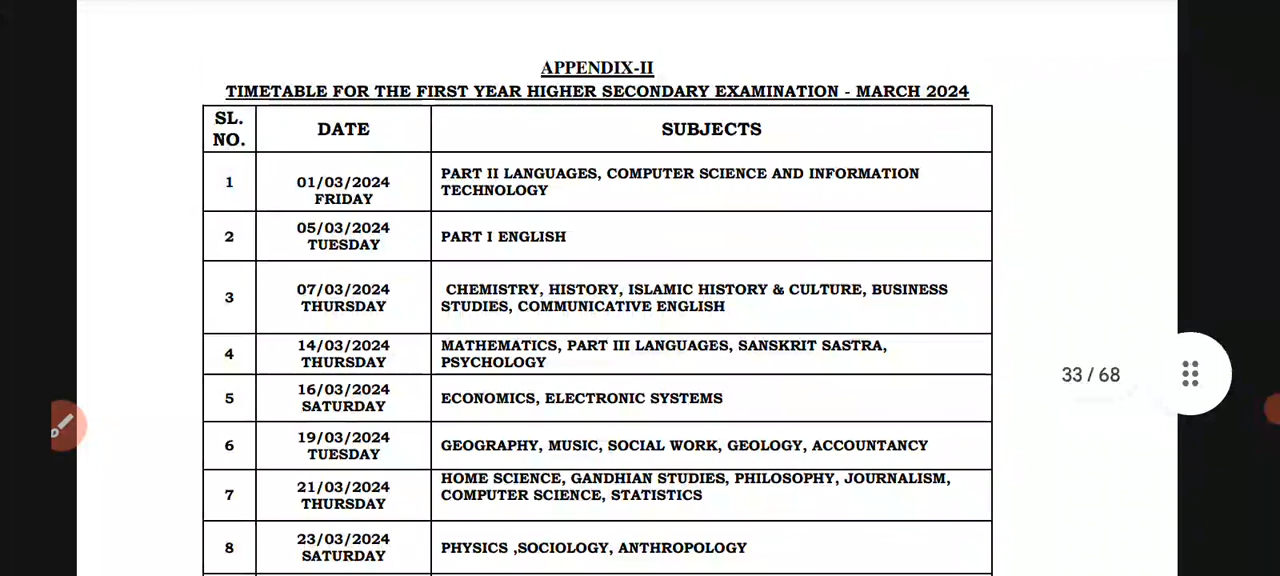 APPENDIX-II
TIMETABLE FOR THE FIRST YEAR HIGHER SECONDARY EXAMINATION - MARCH 2024
SL.
NO.
DATE
SUBJECTS
1
01/03/2024
FRIDAY
PART II LANGUAGES, COMPUTER SCIENCE AND INFORMATION
TECHNOLOGY
2
05/03/2024
TUESDAY
PART I ENGLISH
3
07/03/2024
THURSDAY
CHEMISTRY, HISTORY, ISLAMIC HISTORY & CULTURE, BUSINESS
STUDIES, COMMUNICATIVE ENGLISH
4
14/03/2024
THURSDAY
MATHEMATICS, PART III LANGUAGES, SANSKRIT SASTRA,
PSYCHOLOGY
5
16/03/2024
SATURDAY
ECONOMICS, ELECTRONIC SYSTEMS
6
19/03/2024
TUESDAY
GEOGRAPHY, MUSIC, SOCIAL WORK, GEOLOGY, ACCOUNTANCY
7
21/03/2024
THURSDAY
HOME SCIENCE, GANDHIAN STUDIES, PHILOSOPHY, JOURNALISM,
COMPUTER SCIENCE, STATISTICS
8
23/03/2024
SATURDAY
PHYSICS ,SOCIOLOGY, ANTHROPOLOGY
33 / 68